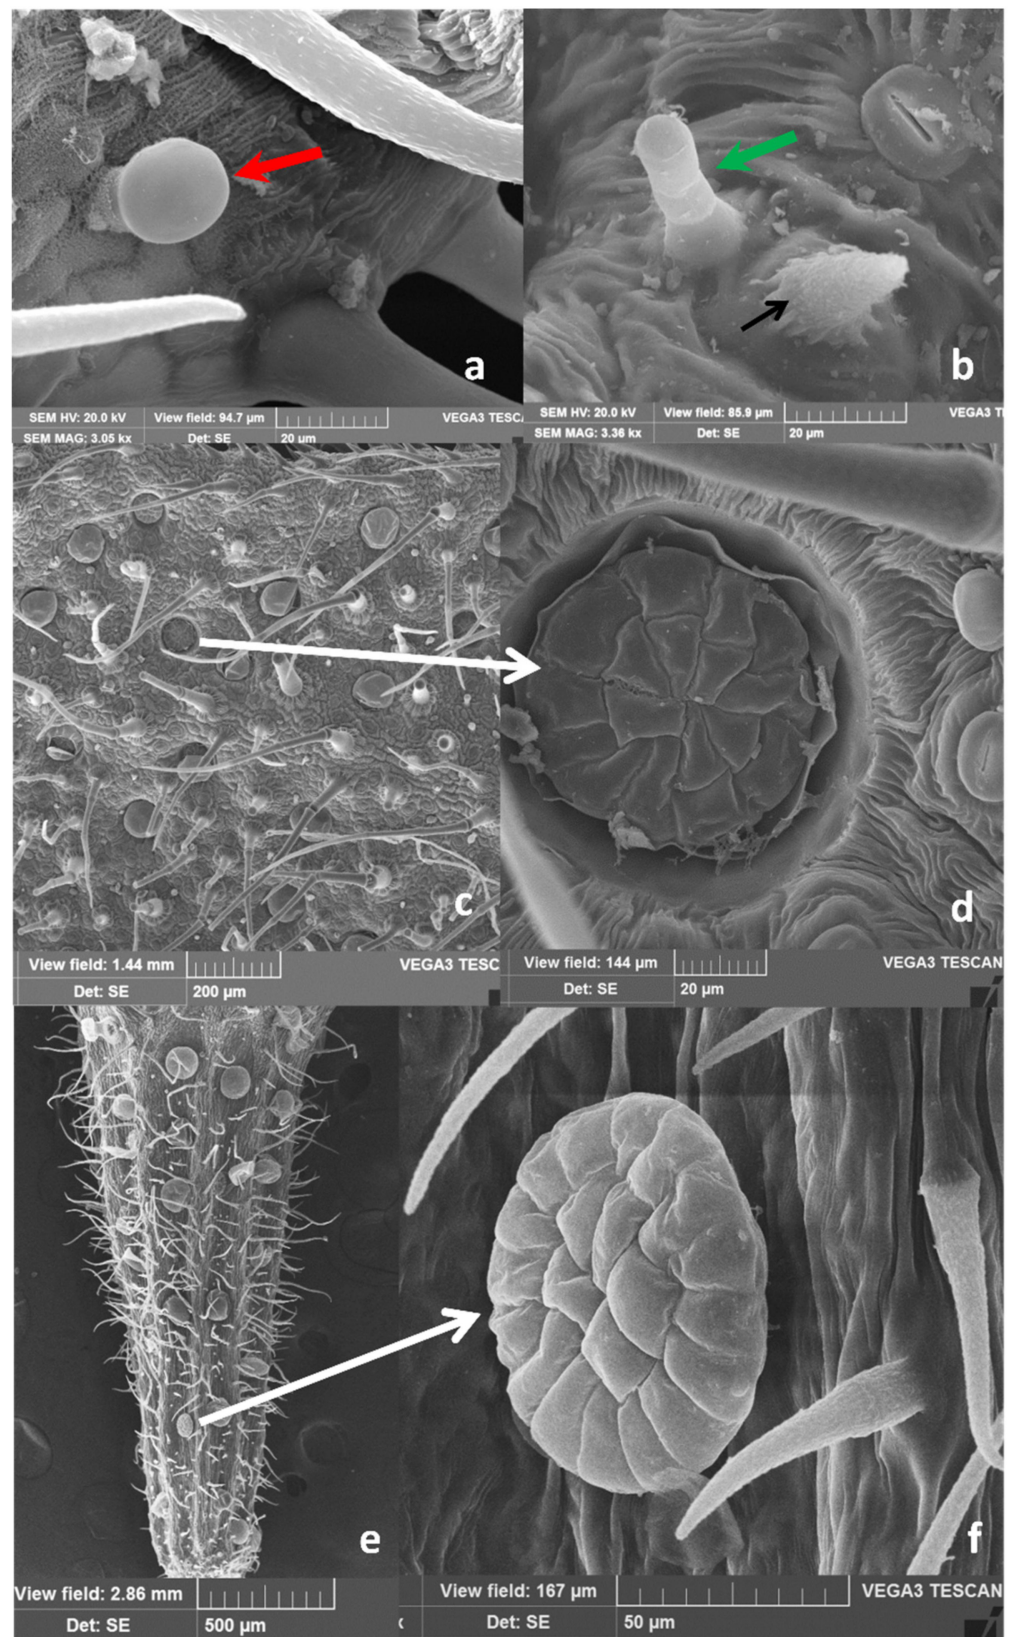 a
SEM HV: 20.0 kV View field: 94.7 µm VEGA3 TESCA
SEM MAG: 3.05 kx Det: SE 20 µm
b
SEM HV: 20.0 kV View field: 85.9 µm VEGA3 T
SEM MAG: 3.36 kx Det: SE 20 µm
c
View field: 1.44 mm VEGA3 TESC
Det: SE 200 µm
d
View field: 144 µm VEGA3 TESCAN
Det: SE 20 µm
e
View field: 2.86 mm
Det: SE 500 µm
f
View field: 167 µm VEGA3 TESCAN
Det: SE 50 µm